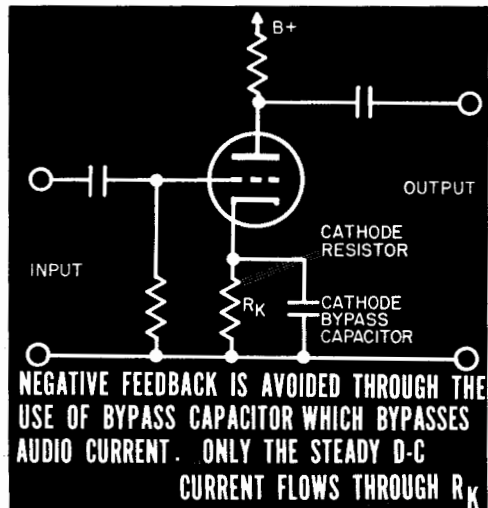 B+
OUTPUT
CATHODE
RESISTOR
INPUT
RK
CATHODE
BYPASS
CAPACITOR
NEGATIVE FEEDBACK IS AVOIDED THROUGH THE
USE OF BYPASS CAPACITOR WHICH BYPASSES
AUDIO CURRENT. ONLY THE STEADY D-C
CURRENT FLOWS THROUGH RK